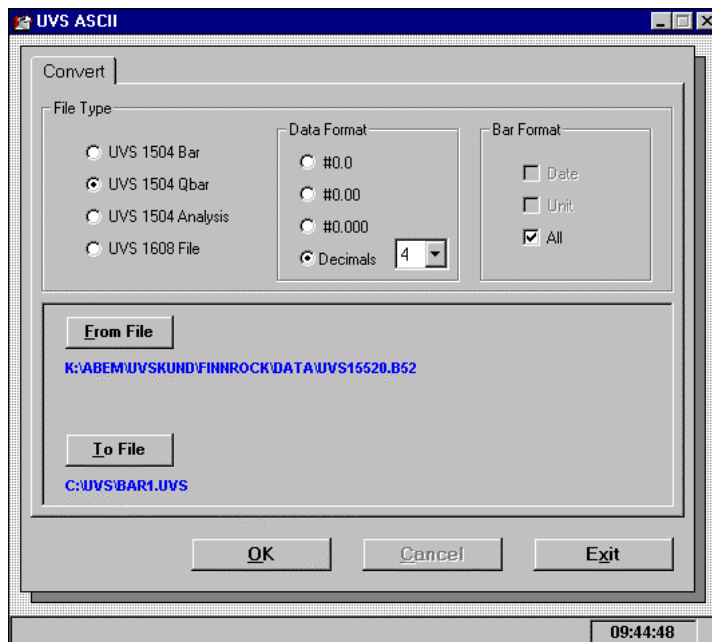 UVS ASCII
Convert
File Type
UVS 1504 Bar
UVS 1504 Qbar
UVS 1504 Analysis
UVS 1608 File
Data Format
#0.0
#0.00
#0.000
Decimals 4
Bar Format
Date
Unit
All
From File
K:\ABEM\UVSKUND\FINNROCK\DATA\UVS15520.B52
To File
C:\UVS\BAR1.UVS
OK Cancel Exit
09:44:48